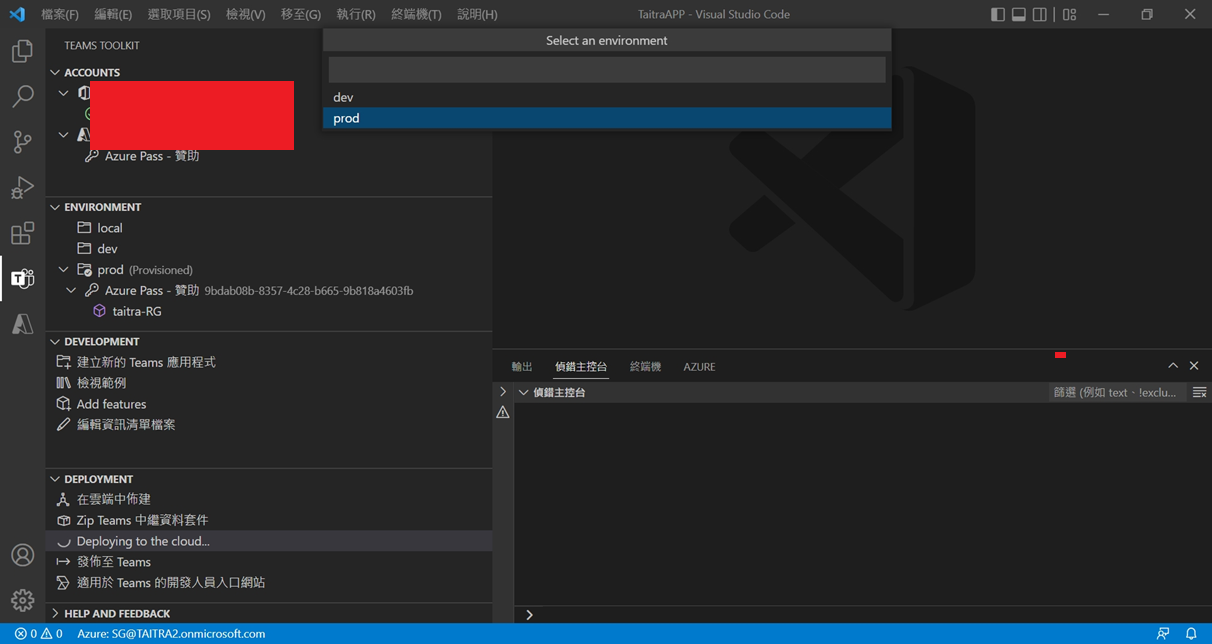 檔案(F) 編輯(E) 選取項目(S) 檢視(V) 移至(G) 執行(R) 終端機(T) 說明(H) TaitraAPP - Visual Studio Code
Select an environment
dev
prod
TEAMS TOOLKIT
ACCOUNTS
Azure Pass - 贊助
ENVIRONMENT
local
dev
prod (Provisioned)
Azure Pass - 贊助 9bdab08b-8357-4c28-b665-9b818a4603fb
taitra-RG
DEVELOPMENT
建立新的 Teams 應用程式
檢視範例
Add features
編輯資訊清單檔案
DEPLOYMENT
在雲端中佈建
Zip Teams 中繼資料套件
Deploying to the cloud...
發佈至 Teams
適用於 Teams 的開發人員入口網站
HELP AND FEEDBACK
輸出 偵錯主控台 終端機 AZURE
偵錯主控台 篩選 (例如 text、!exclu...
0 0 Azure: SG@TAITRA2.onmicrosoft.com